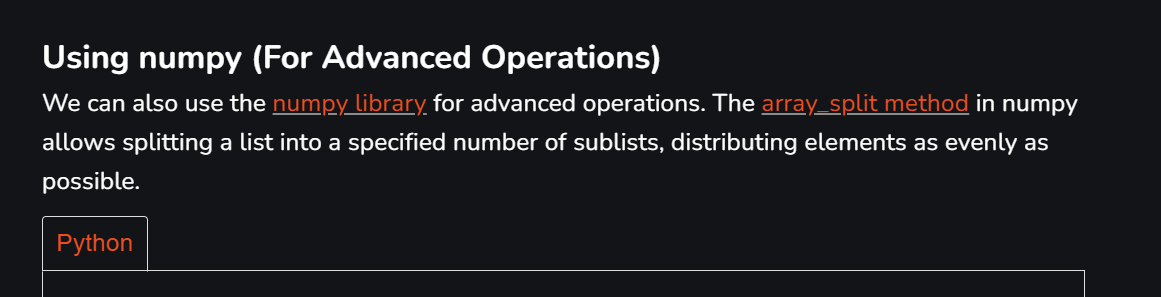 Using numpy (For Advanced Operations)
We can also use the numpy library for advanced operations. The array_split method in numpy
allows splitting a list into a specified number of sublists, distributing elements as evenly as
possible.
Python